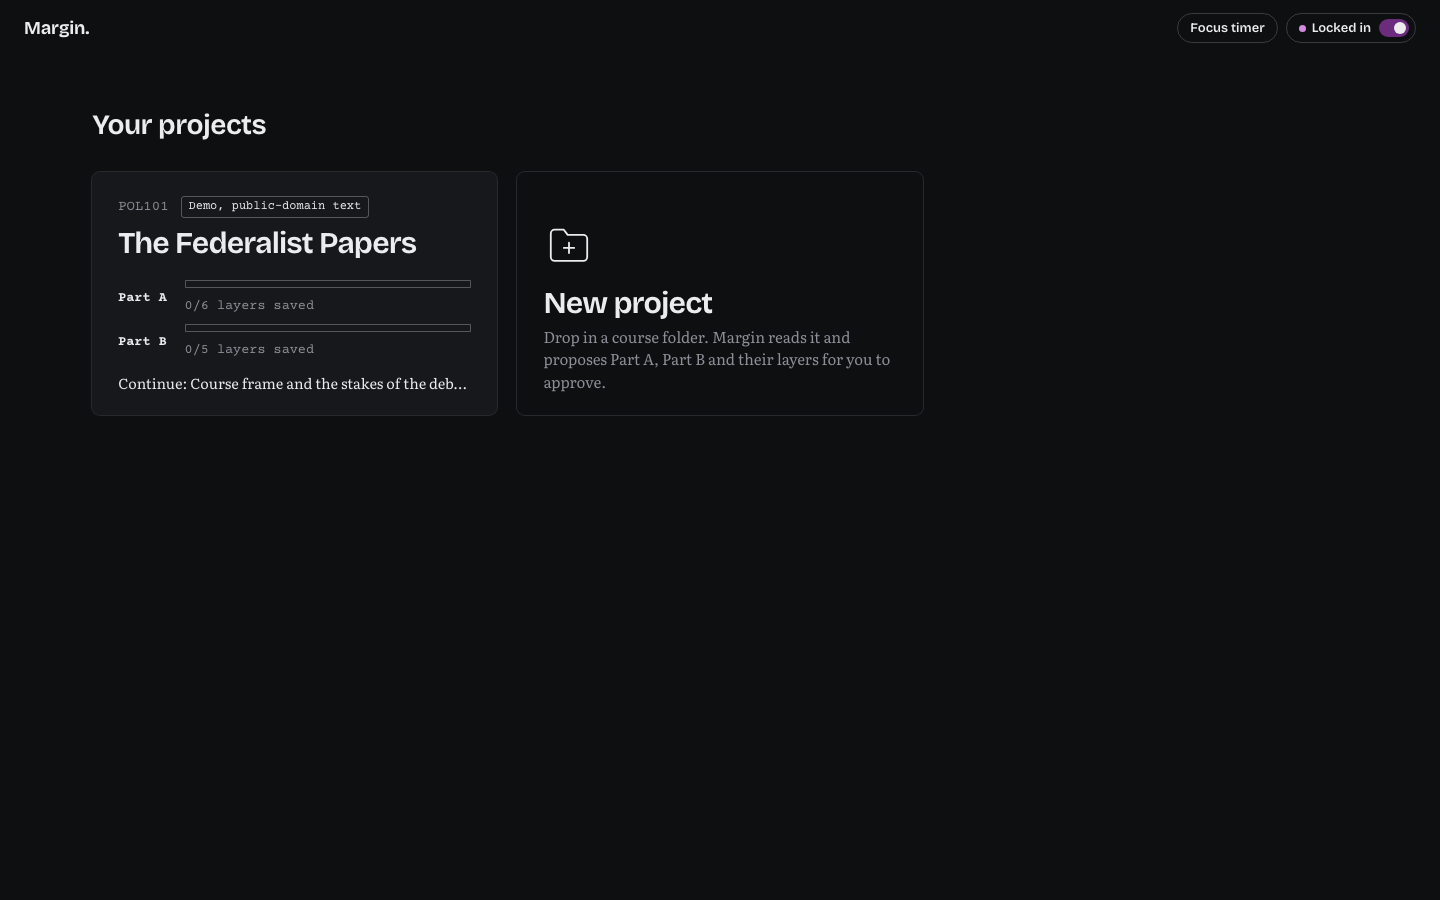 Margin.
Focus timer
Locked in
Your projects
POL101
Demo, public-domain text
The Federalist Papers
Part A
0/6 layers saved
Part B
0/5 layers saved
Continue: Course frame and the stakes of the deb…
New project
Drop in a course folder. Margin reads it and
proposes Part A, Part B and their layers for you to
approve.